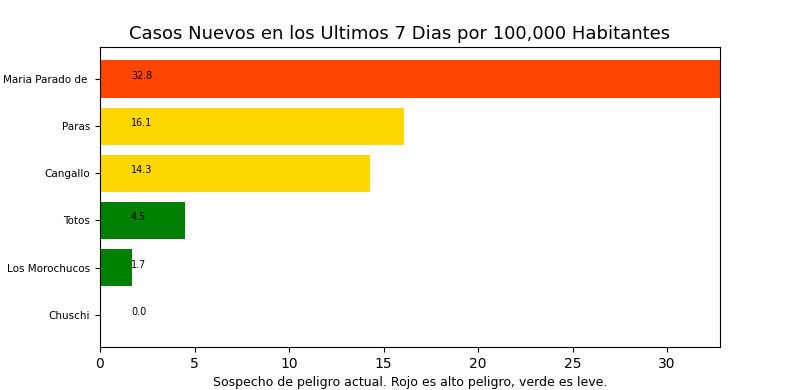 Casos Nuevos en los Ultimos 7 Dias por 100,000 Habitantes
Maria Parado de
32.8
Paras
16.1
Cangallo
14.3
Totos
4.5
Los Morochucos
1.7
Chuschi
0.0
0 5 10 15 20 25 30
Sospecho de peligro actual. Rojo es alto peligro, verde es leve.